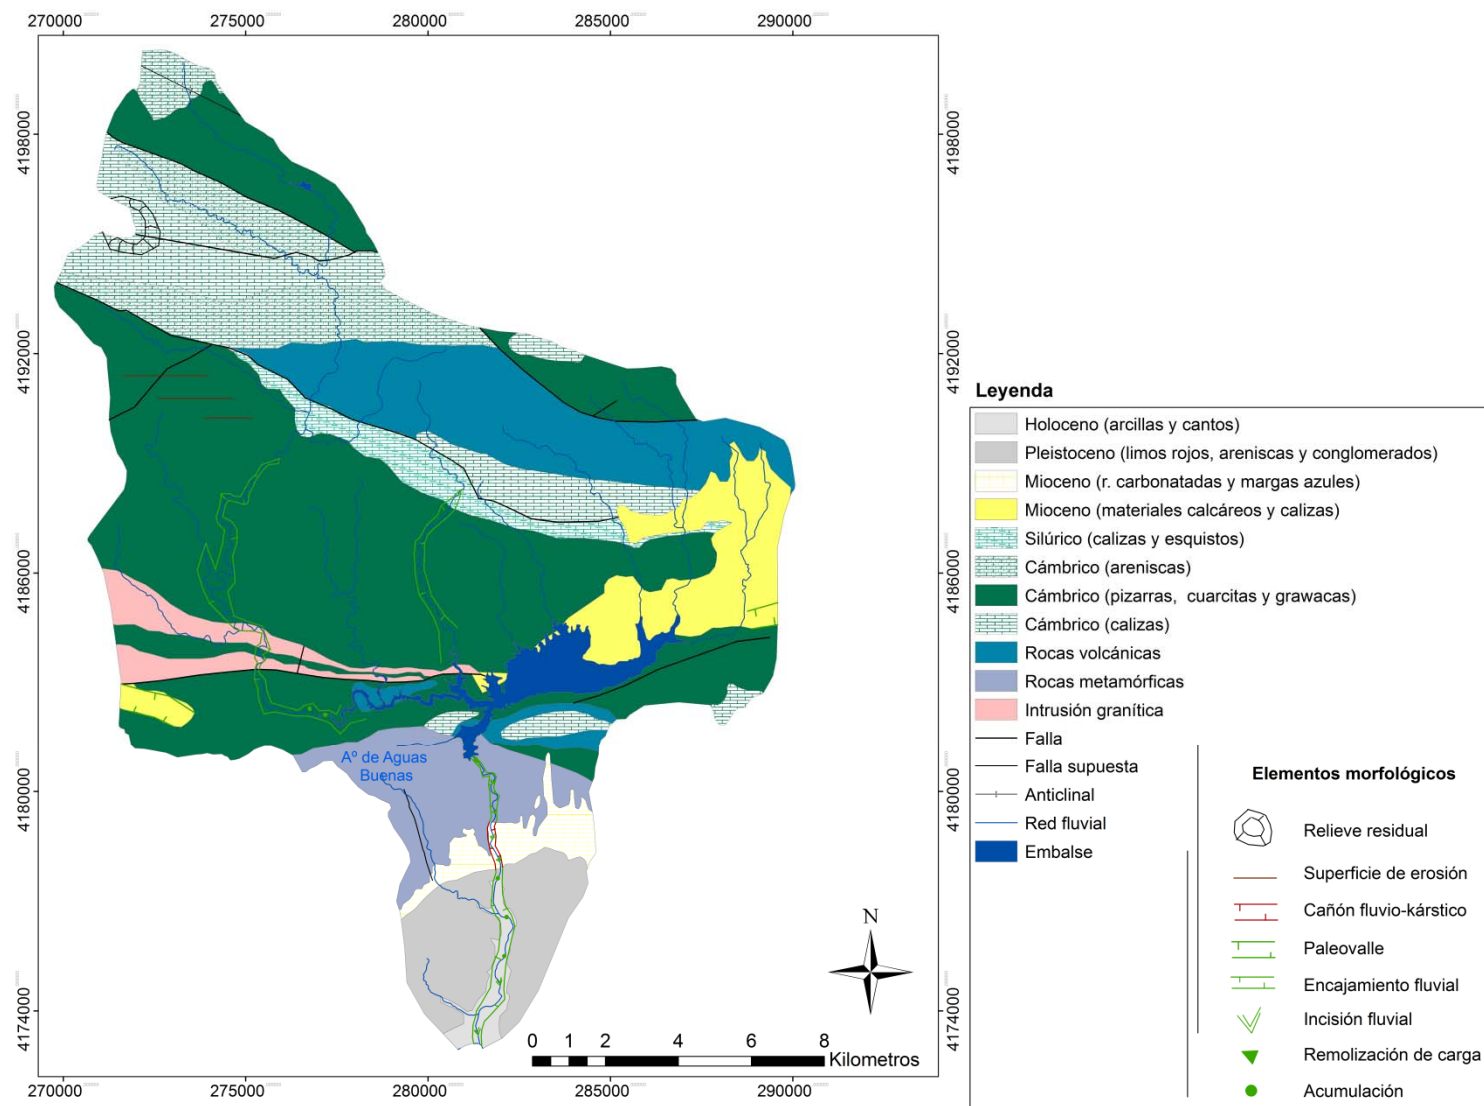 270000 275000 280000 285000 290000
4198000 4198000
4192000 4192000
4186000 4186000
4180000 4180000
4174000 4174000
Aº de Aguas
Buenas
N
0 1 2 4 6 8
Kilometros
270000 275000 280000 285000 290000
Leyenda
Holoceno (arcillas y cantos)
Pleistoceno (limos rojos, areniscas y conglomerados)
Mioceno (r. carbonatadas y margas azules)
Mioceno (materiales calcáreos y calizas)
Silúrico (calizas y esquistos)
Cámbrico (areniscas)
Cámbrico (pizarras, cuarcitas y grawacas)
Cámbrico (calizas)
Rocas volcánicas
Rocas metamórficas
Intrusión granítica
Falla
Falla supuesta
Anticlinal
Red fluvial
Embalse
Elementos morfológicos
Relieve residual
Superficie de erosión
Cañón fluvio-kárstico
Paleovalle
Encajamiento fluvial
Incisión fluvial
Remolización de carga
Acumulación